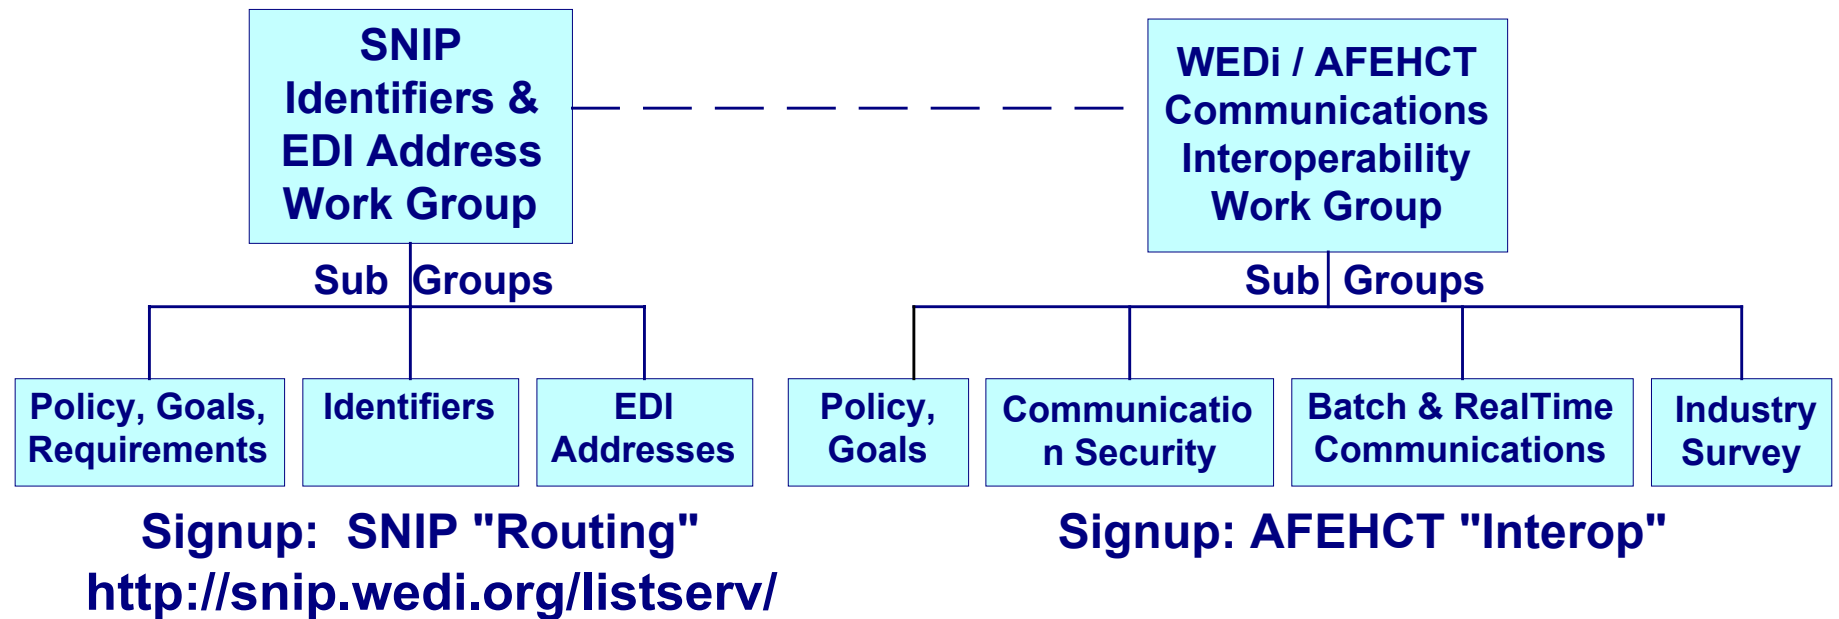 SNIP
Identifiers &
EDI Address
Work Group
WEDi / AFEHCT
Communications
Interoperability
Work Group
Sub Groups
Sub Groups
Policy, Goals,
Requirements
Identifiers
EDI
Addresses
Policy,
Goals
Communicatio
n Security
Batch & RealTime
Communications
Industry
Survey
Signup: SNIP "Routing"
http://snip.wedi.org/listserv/
Signup: AFEHCT "Interop"